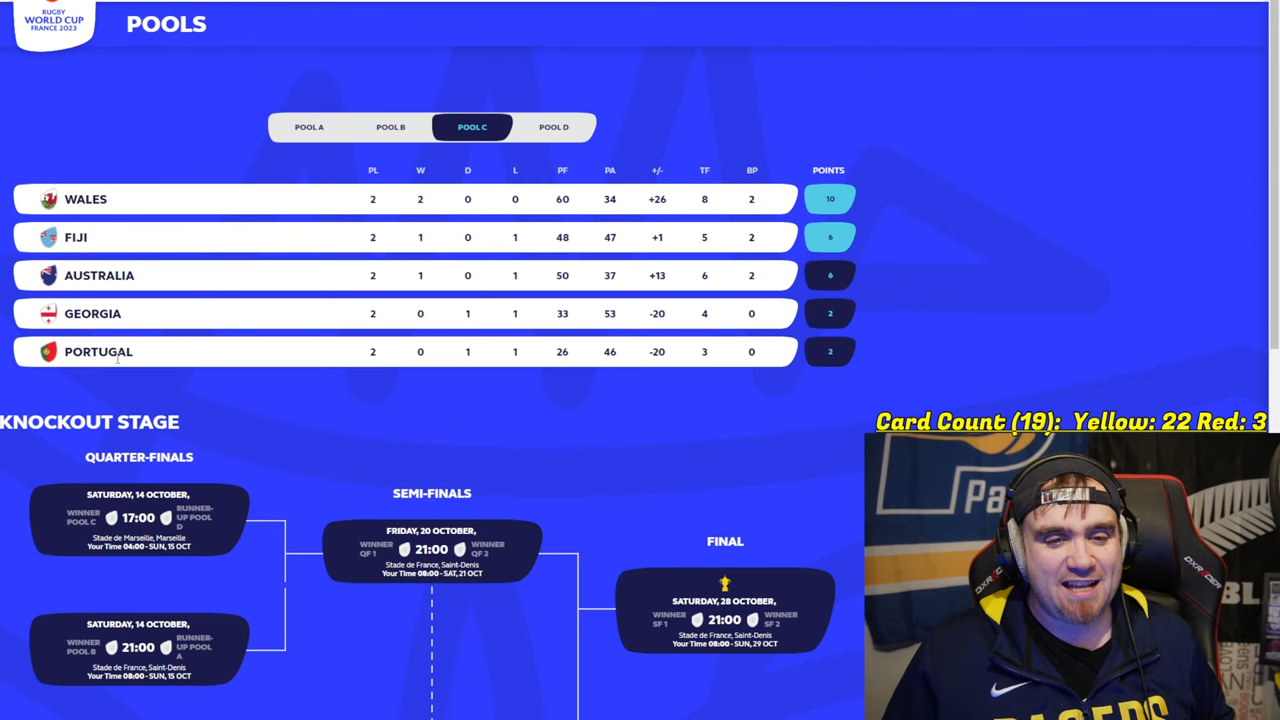 RUGBY
WORLD CUP
FRANCE 2023
POOLS
POOL A POOL B POOL C POOL D
PL W D L PF PA +/- TF BP POINTS
WALES 2 2 0 0 60 34 +26 8 2 10
FIJI 2 1 0 1 48 47 +1 5 2 6
AUSTRALIA 2 1 0 1 50 37 +13 6 2 6
GEORGIA 2 0 1 1 33 53 -20 4 0 2
PORTUGAL 2 0 1 1 26 46 -20 3 0 2
KNOCKOUT STAGE
Card Count (19): Yellow: 22 Red: 3
QUARTER-FINALS
SATURDAY, 14 OCTOBER,
WINNER POOL C 17:00 RUNNER-UP POOL D
Stade de Marseille, Marseille
Your Time 04:00 - SUN, 15 OCT
SATURDAY, 14 OCTOBER,
WINNER POOL B 21:00 RUNNER-UP POOL A
Stade de France, Saint-Denis
Your Time 08:00 - SUN, 15 OCT
SEMI-FINALS
FRIDAY, 20 OCTOBER,
WINNER QF 1 21:00 WINNER QF 2
Stade de France, Saint-Denis
Your Time 08:00 - SAT, 21 OCT
FINAL
SATURDAY, 28 OCTOBER,
WINNER SF 1 21:00 WINNER SF 2
Stade de France, Saint-Denis
Your Time 08:00 - SUN, 29 OCT
Pa
DXRACER
PACERS